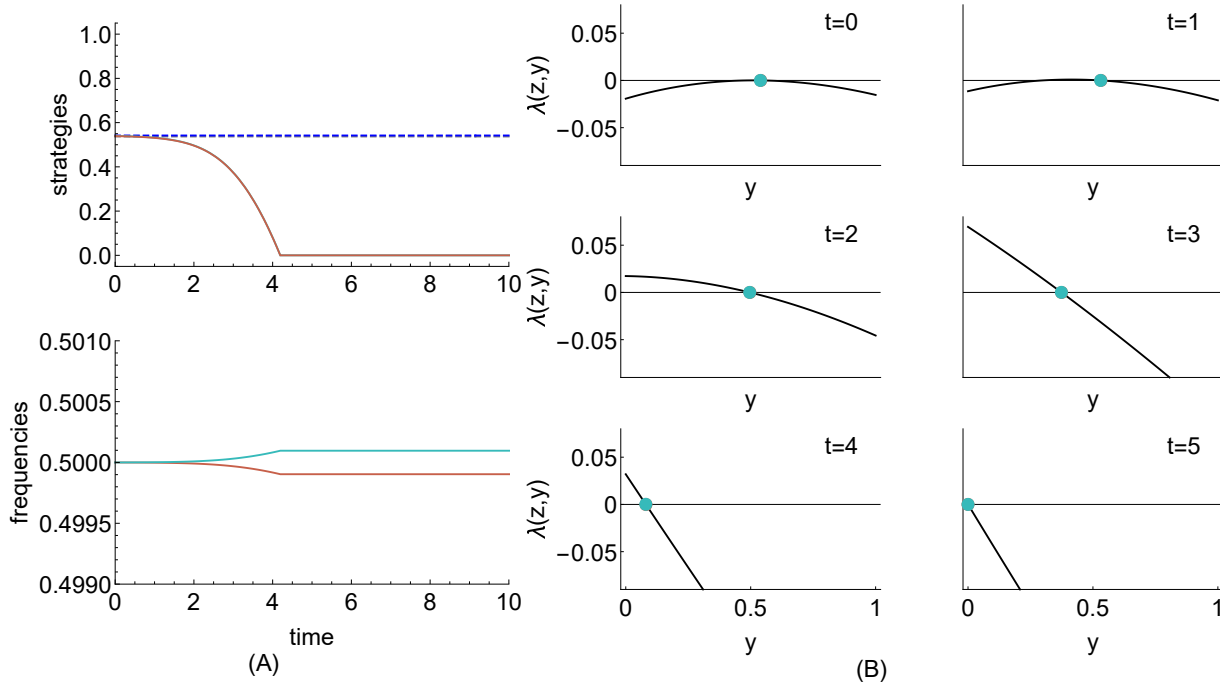 strategies
1.0
0.8
0.6
0.4
0.2
0.0
0 2 4 6 8 10
frequencies
0.5010
0.5005
0.5000
0.4995
0.4990
0 2 4 6 8 10
time
(A)
λ(z,y)
0.05
0
−0.05
t=0
y
t=1
y
λ(z,y)
0.05
0
−0.05
t=2
y
t=3
y
λ(z,y)
0.05
0
−0.05
t=4
0 0.5 1
y
t=5
0 0.5 1
y
(B)